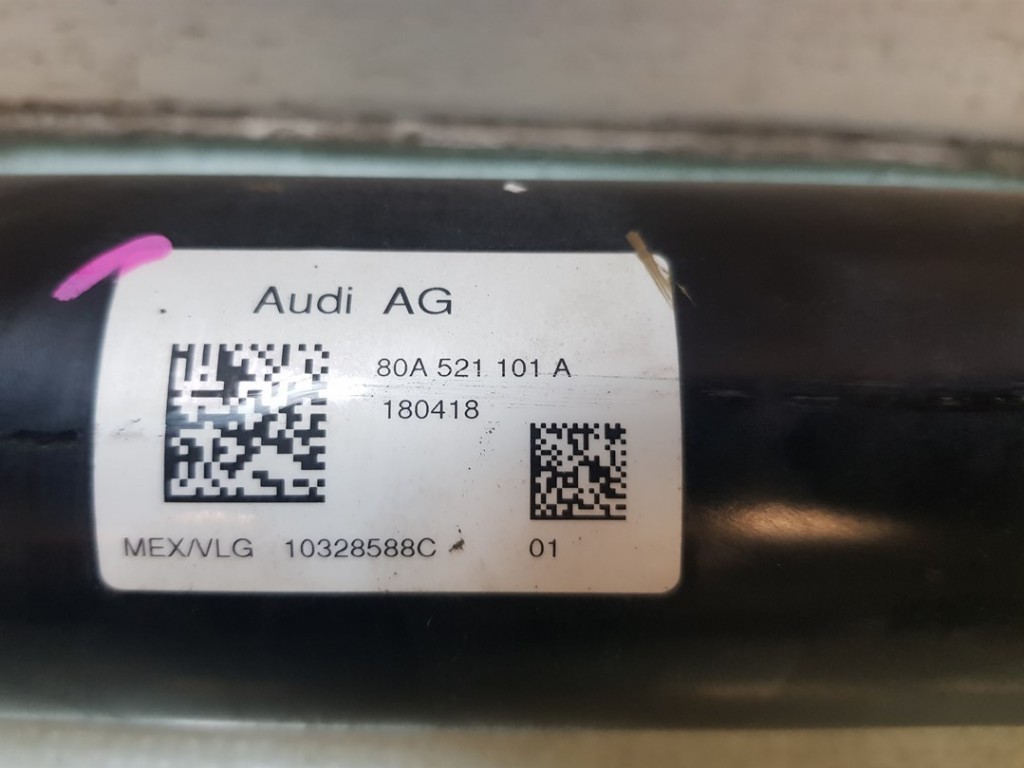 Audi AG
80A 521 101 A
180418
MEX/VLG 10328588C 01